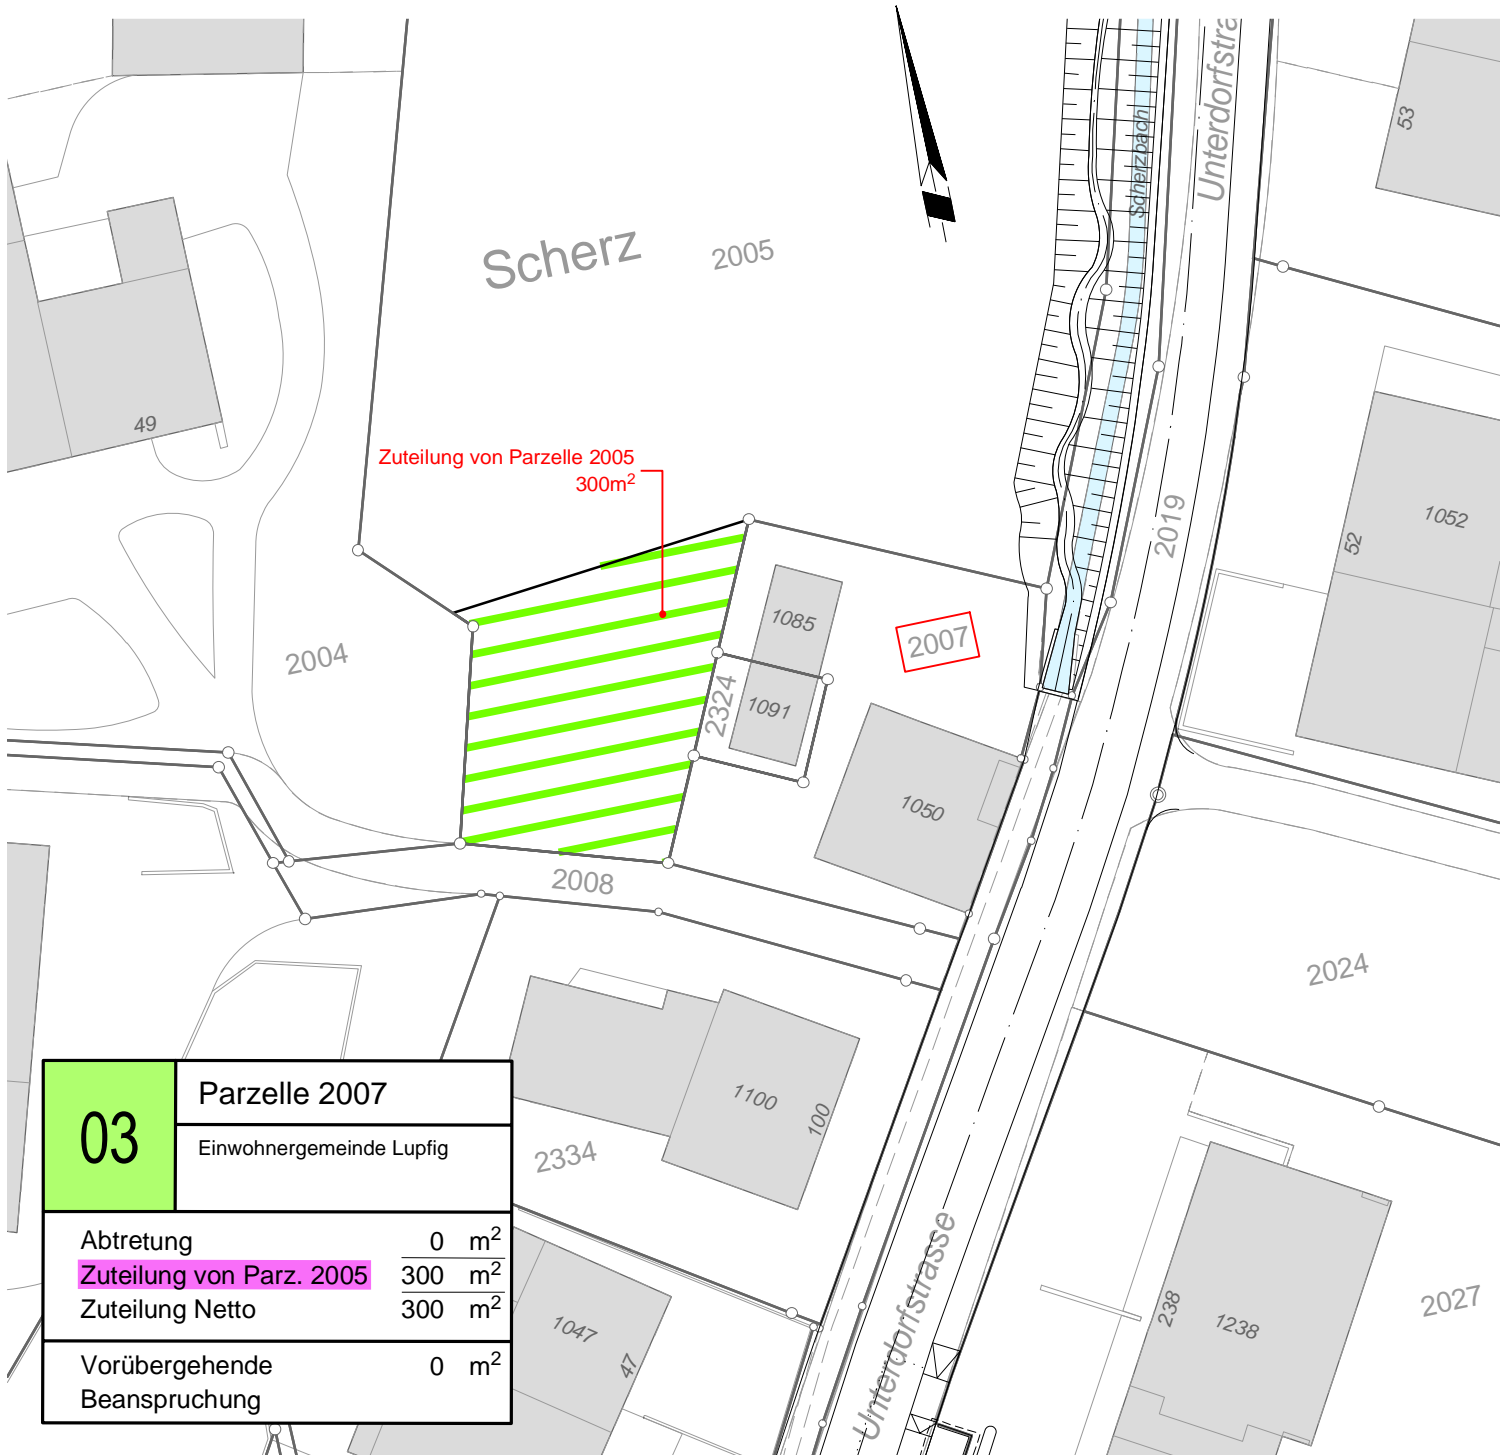 Unterdorfstra
Scherzbach
53
Scherz
2005
49
Zuteilung von Parzelle 2005
300m²
2019
1052
52
1085
2007
2004
2324
1091
1050
2008
2024
1100
100
2334
03
Parzelle 2007
Einwohnergemeinde Lupfig
Abtretung 0 m²
Zuteilung von Parz. 2005 300 m²
Zuteilung Netto 300 m²
Vorübergehende 0 m²
Beanspruchung
1047
47
Unterdorfstrasse
238
1238
2027